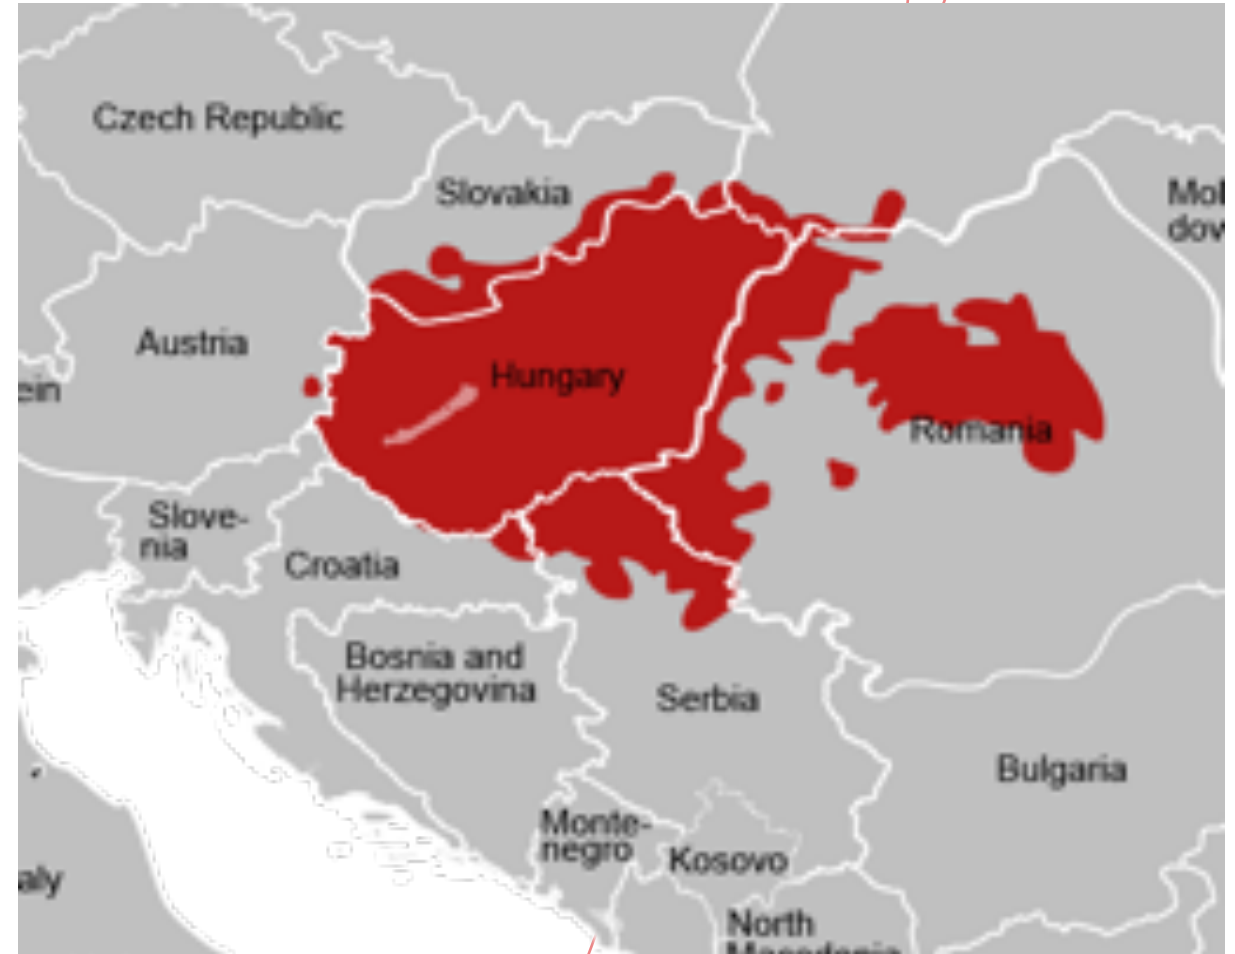 Czech Republic
Slovakia
Mol
dov
Austria
ein
Hungary
Romania
Slove-
nia
Croatia
Bosnia and
Herzegovina
Serbia
Bulgaria
Monte-
negro
Kosovo
aly
North
Macedonia